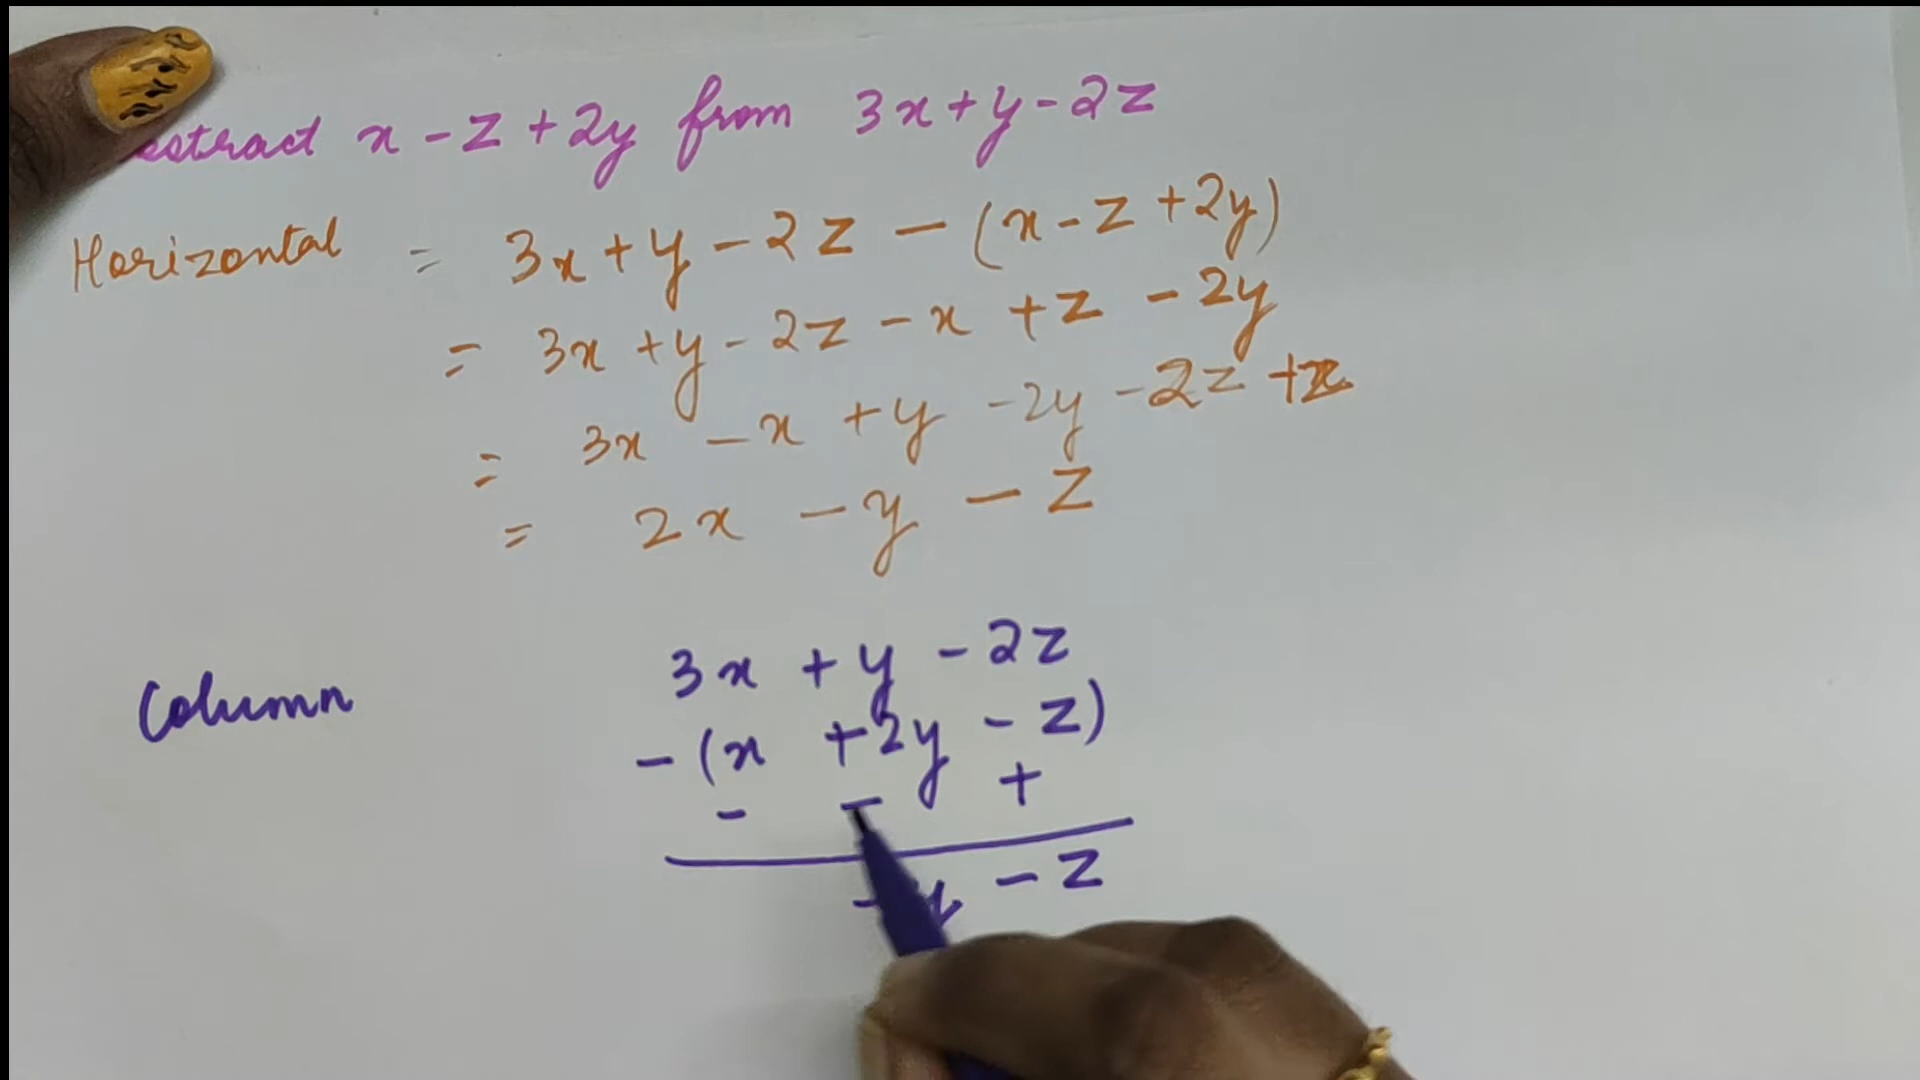 x - z + 2y from 3x + y - 2z
Horizontal = 3x + y - 2z - (x - z + 2y)
= 3x + y - 2z - x + z - 2y
= 3x - x + y - 2y - 2z + z
= 2x - y - z
Column
3x + y - 2z
- (x + 2y - z)
- - +
- y - z